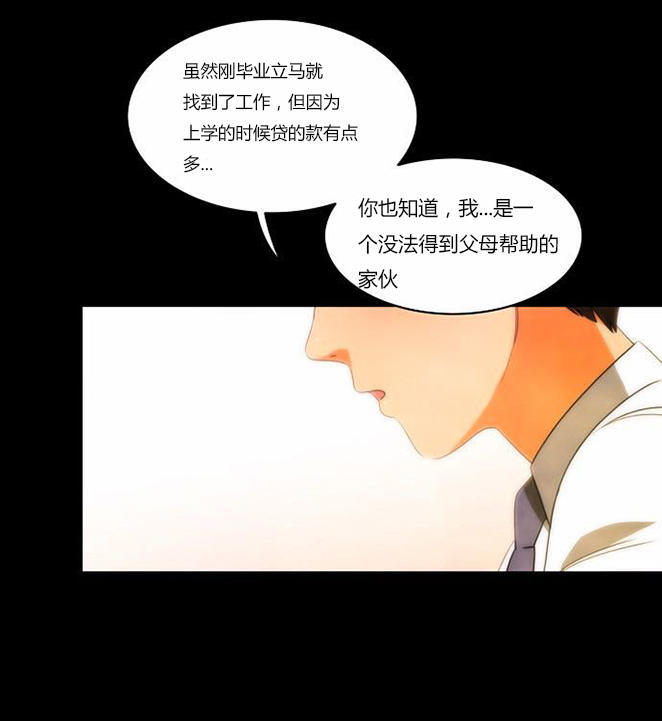 虽然刚毕业立马就
找到了工作，但因为
上学的时候贷的款有点
多...
你也知道，我...是一
个没法得到父母帮助的
家伙